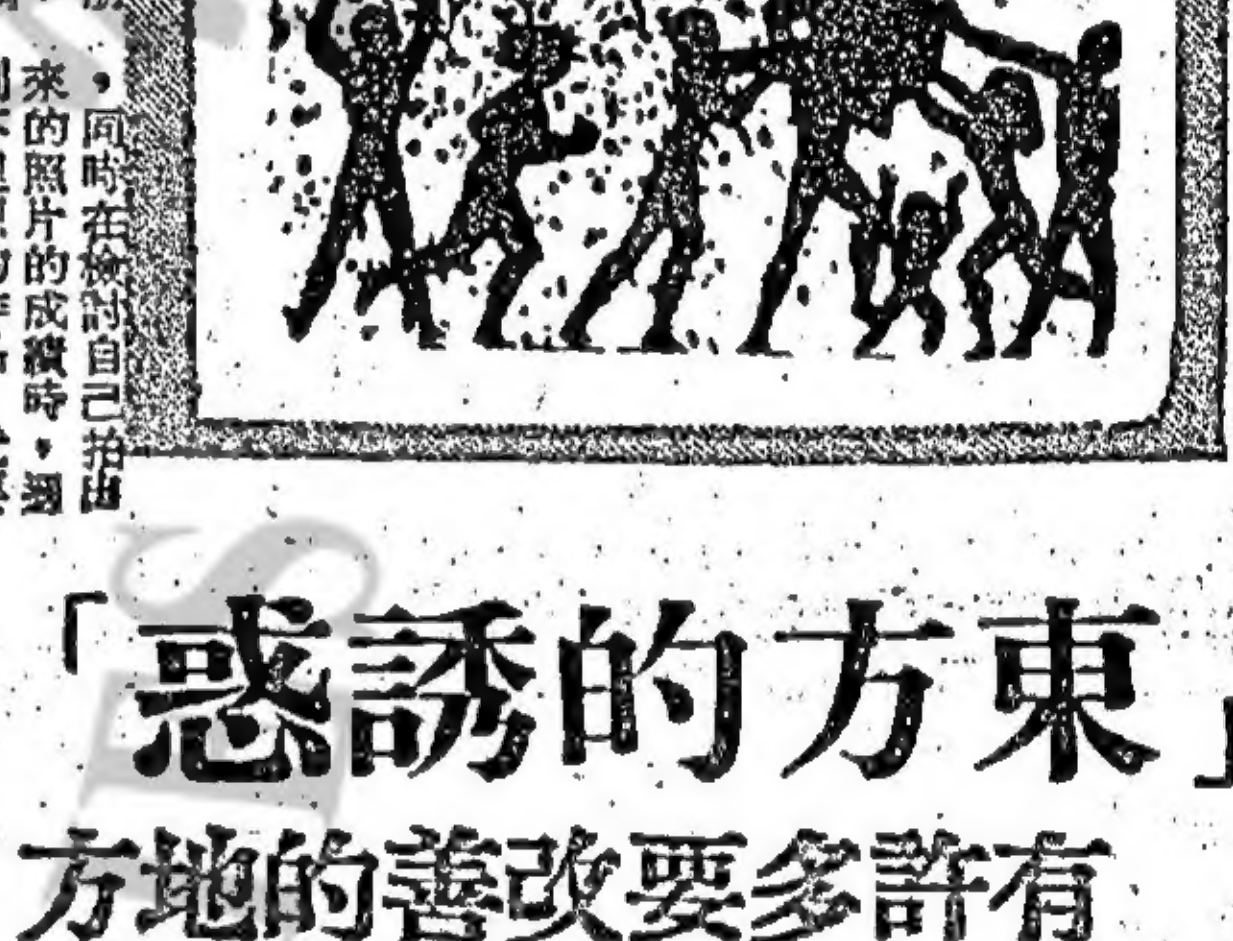 ，同時在檢討自己拍出
來的照片的成績時，
「東方的誘惑」
有許多要改善的地方